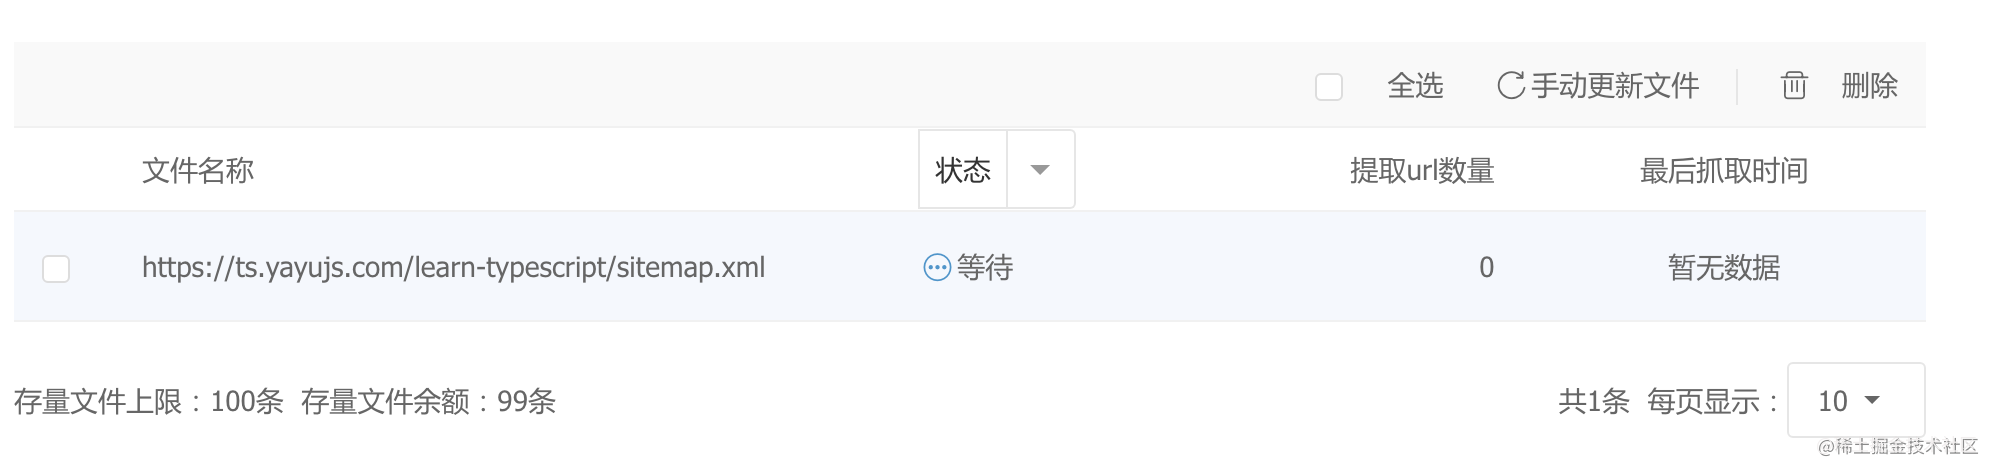 全选 手动更新文件 删除
文件名称 状态 提取url数量 最后抓取时间
https://ts.yayujs.com/learn-typescript/sitemap.xml 等待 0 暂无数据
存量文件上限：100条 存量文件余额：99条 共1条 每页显示： 10
@稀土掘金技术社区